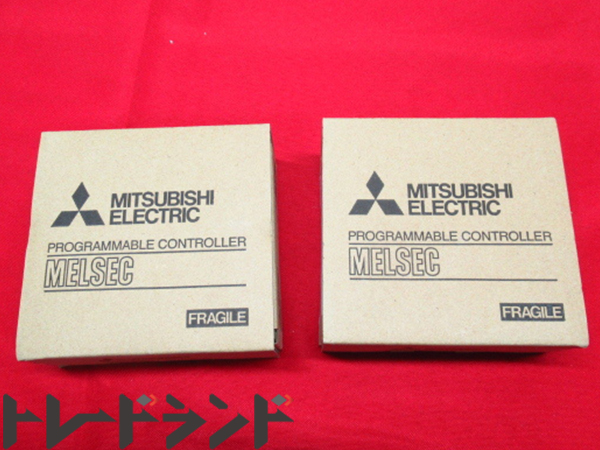 MITSUBISHI
ELECTRIC
PROGRAMMABLE CONTROLLER
MELSEC
FRAGILE
MITSUBISHI
ELECTRIC
PROGRAMMABLE CONTROLLER
MELSEC
FRAGILE
トレードランド